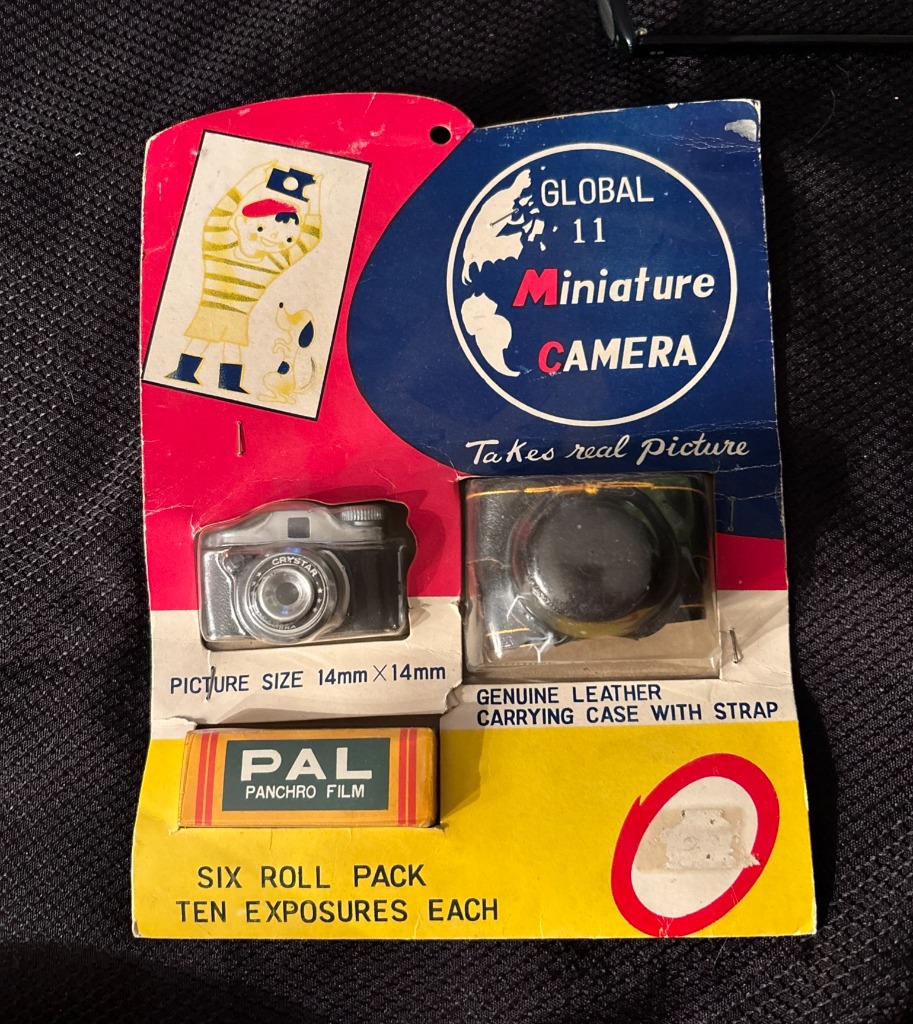 GLOBAL
11
Miniature
CAMERA
Takes real picture
CRYSTAR
PICTURE SIZE 14mm×14mm
GENUINE LEATHER
CARRYING CASE WITH STRAP
PAL
PANCHRO FILM
SIX ROLL PACK
TEN EXPOSURES EACH